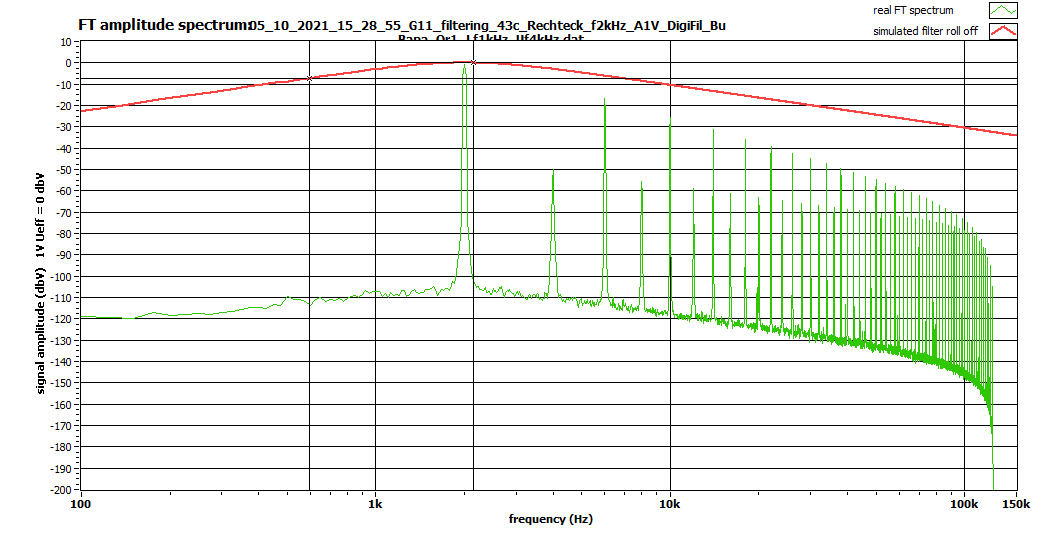 real FT spectrum
simulated filter roll off
FT amplitude spectrum:05_10_2021_15_28_55_G11_filtering_43c_Rechteck_f2kHz_A1V_DigiFil_Bu
10
0
-10
-20
-30
-40
-50
-60
-70
-80
-90
-100
-110
-120
-130
-140
-150
-160
-170
-180
-190
-200
signal amplitude (dbV) 1V Ueff = 0 dbV
100
1k
10k
100k
150k
frequency (Hz)